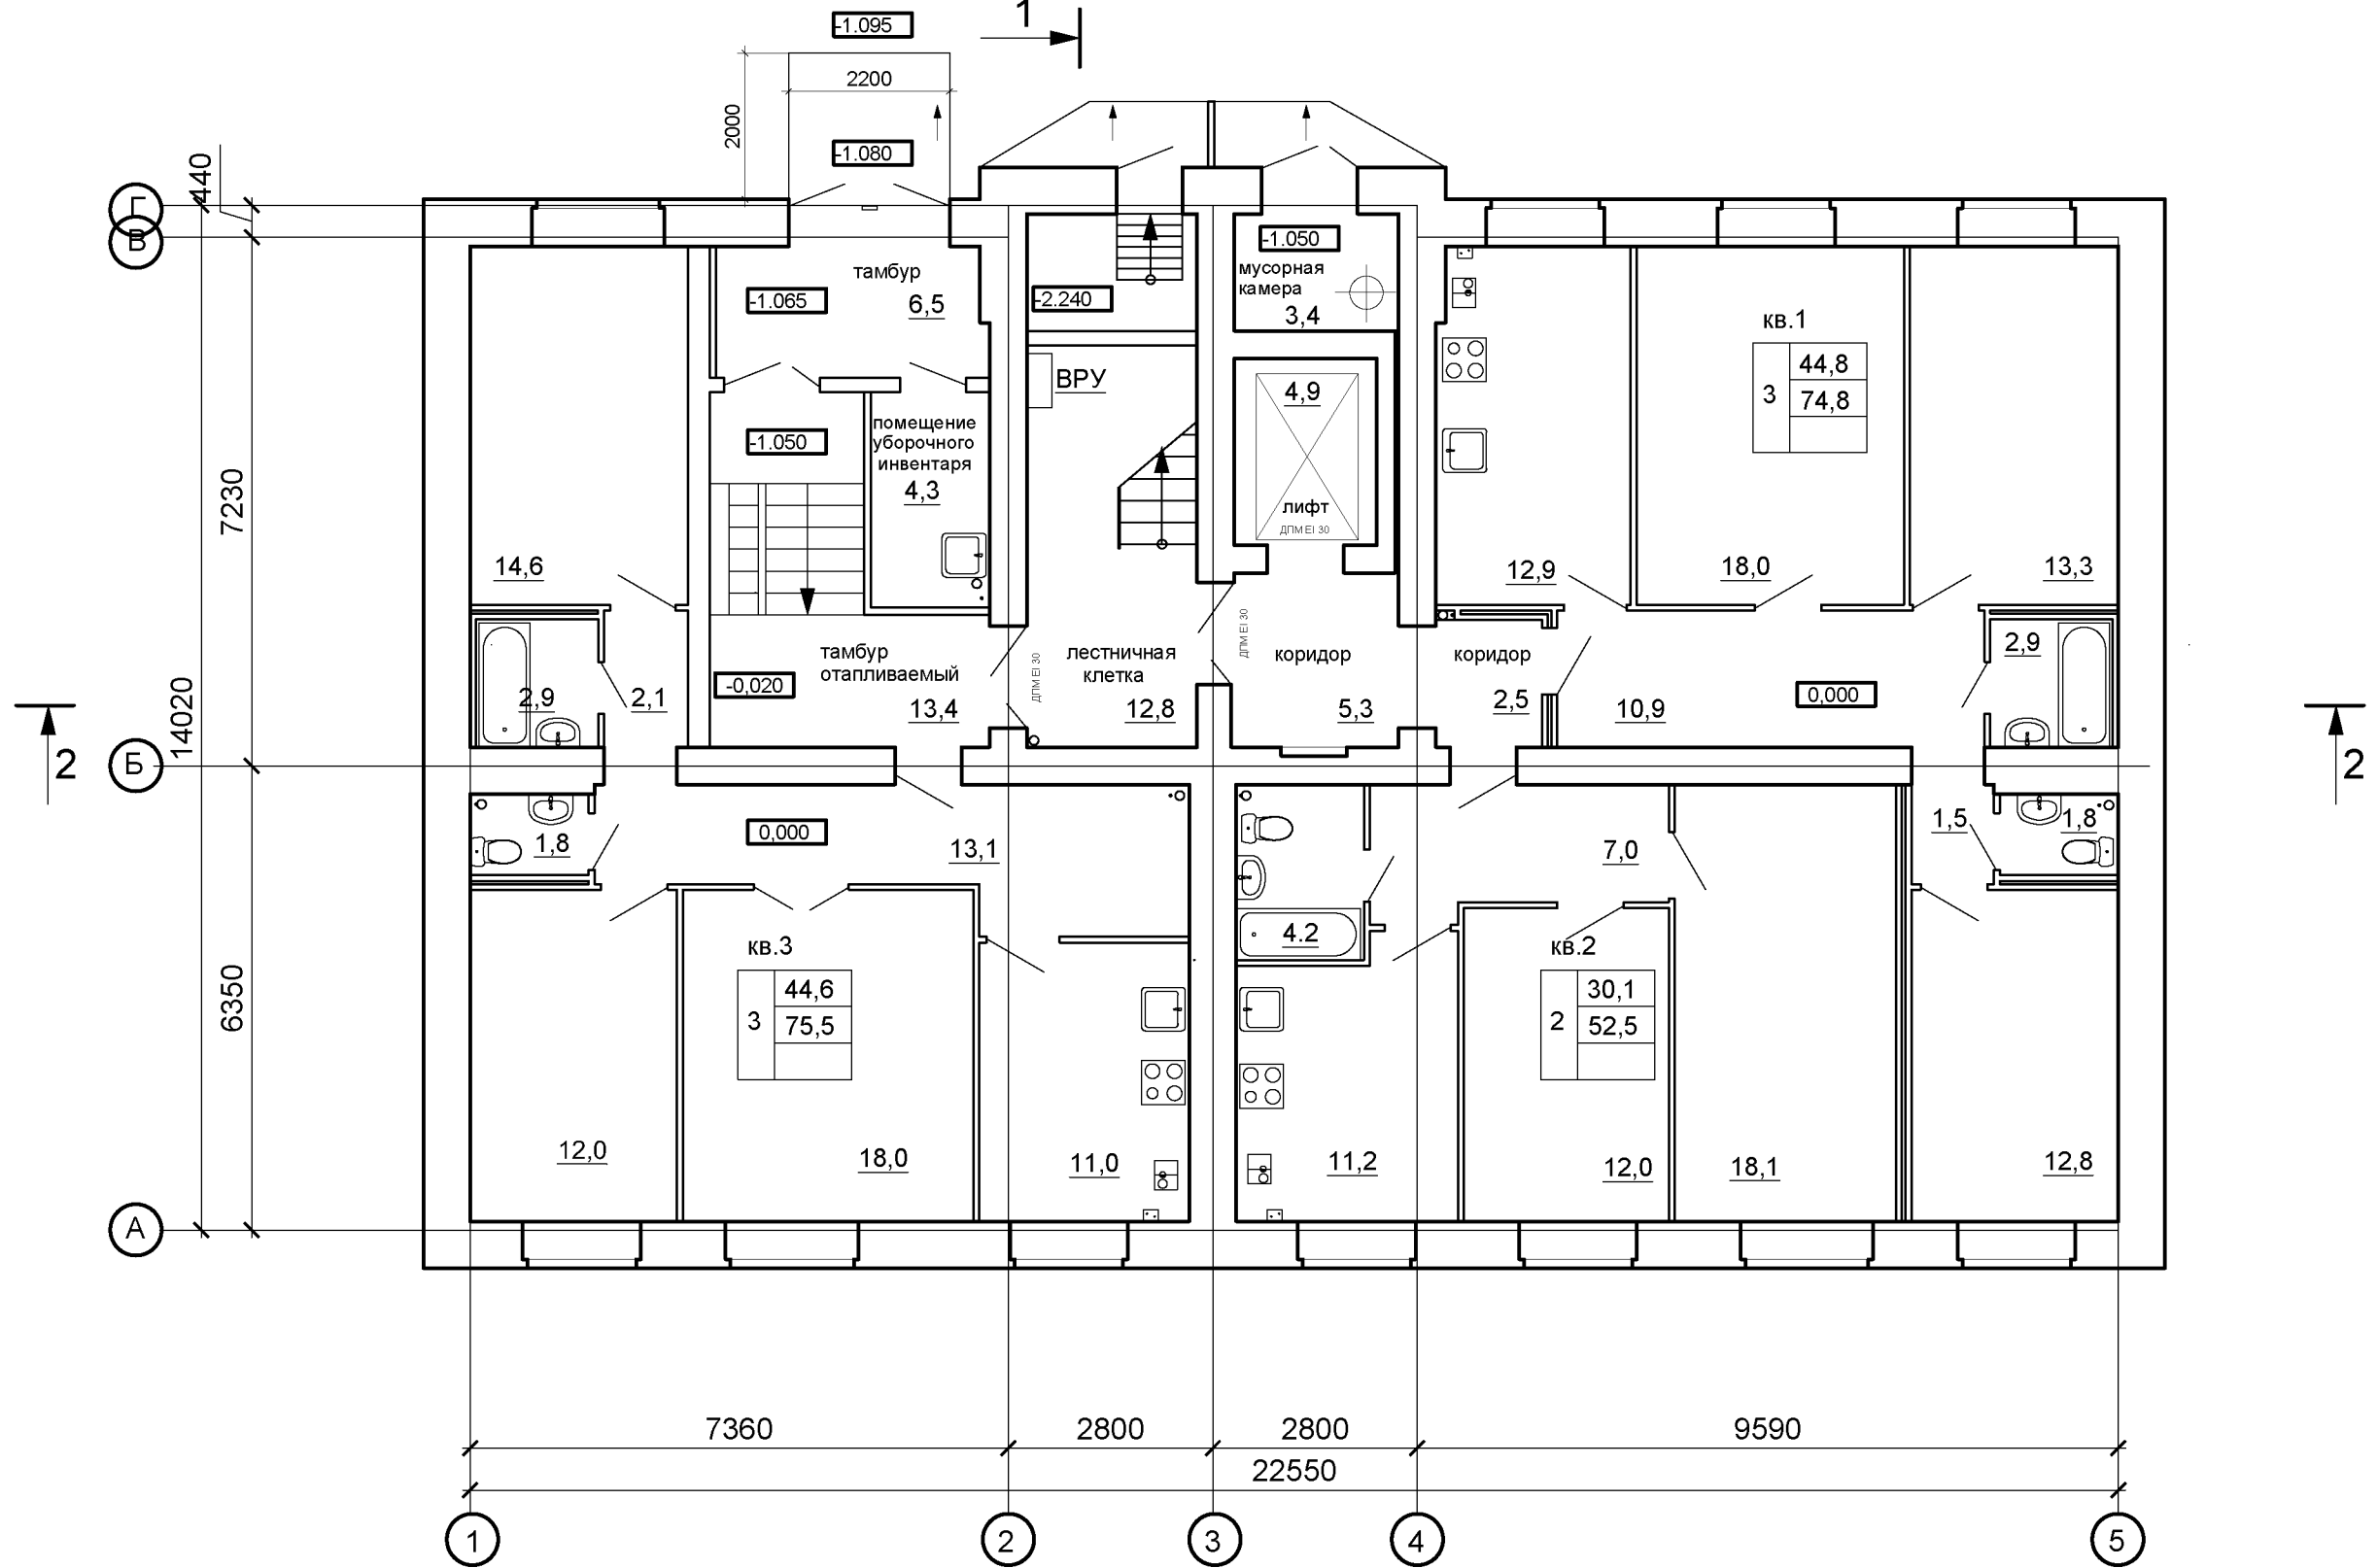 -1.095
1
2200
2000
-1.080
440
Г
В
-1.050
тамбур
мусорная
камера
-1.065
-2.240
6,5
3,4
кв.1
ВРУ
44,8
3
74,8
4,9
помещение
уборочного
инвентаря
-1.050
4,3
7230
лифт
ДПМ EI 30
14,6
12,9
18,0
13,3
ДПМ EI 30
тамбур
отапливаемый
лестничная
клетка
коридор
коридор
2,9
ДПМ EI 30
-0,020
2,9
2,1
13,4
12,8
5,3
2,5
10,9
0,000
14020
2
Б
2
0,000
1,8
13,1
7,0
1,5
1,8
4.2
кв.3
кв.2
44,6
3
75,5
30,1
2
52,5
6350
12,0
18,0
11,0
11,2
12,0
18,1
12,8
А
7360
2800
2800
9590
22550
1
2
3
4
5